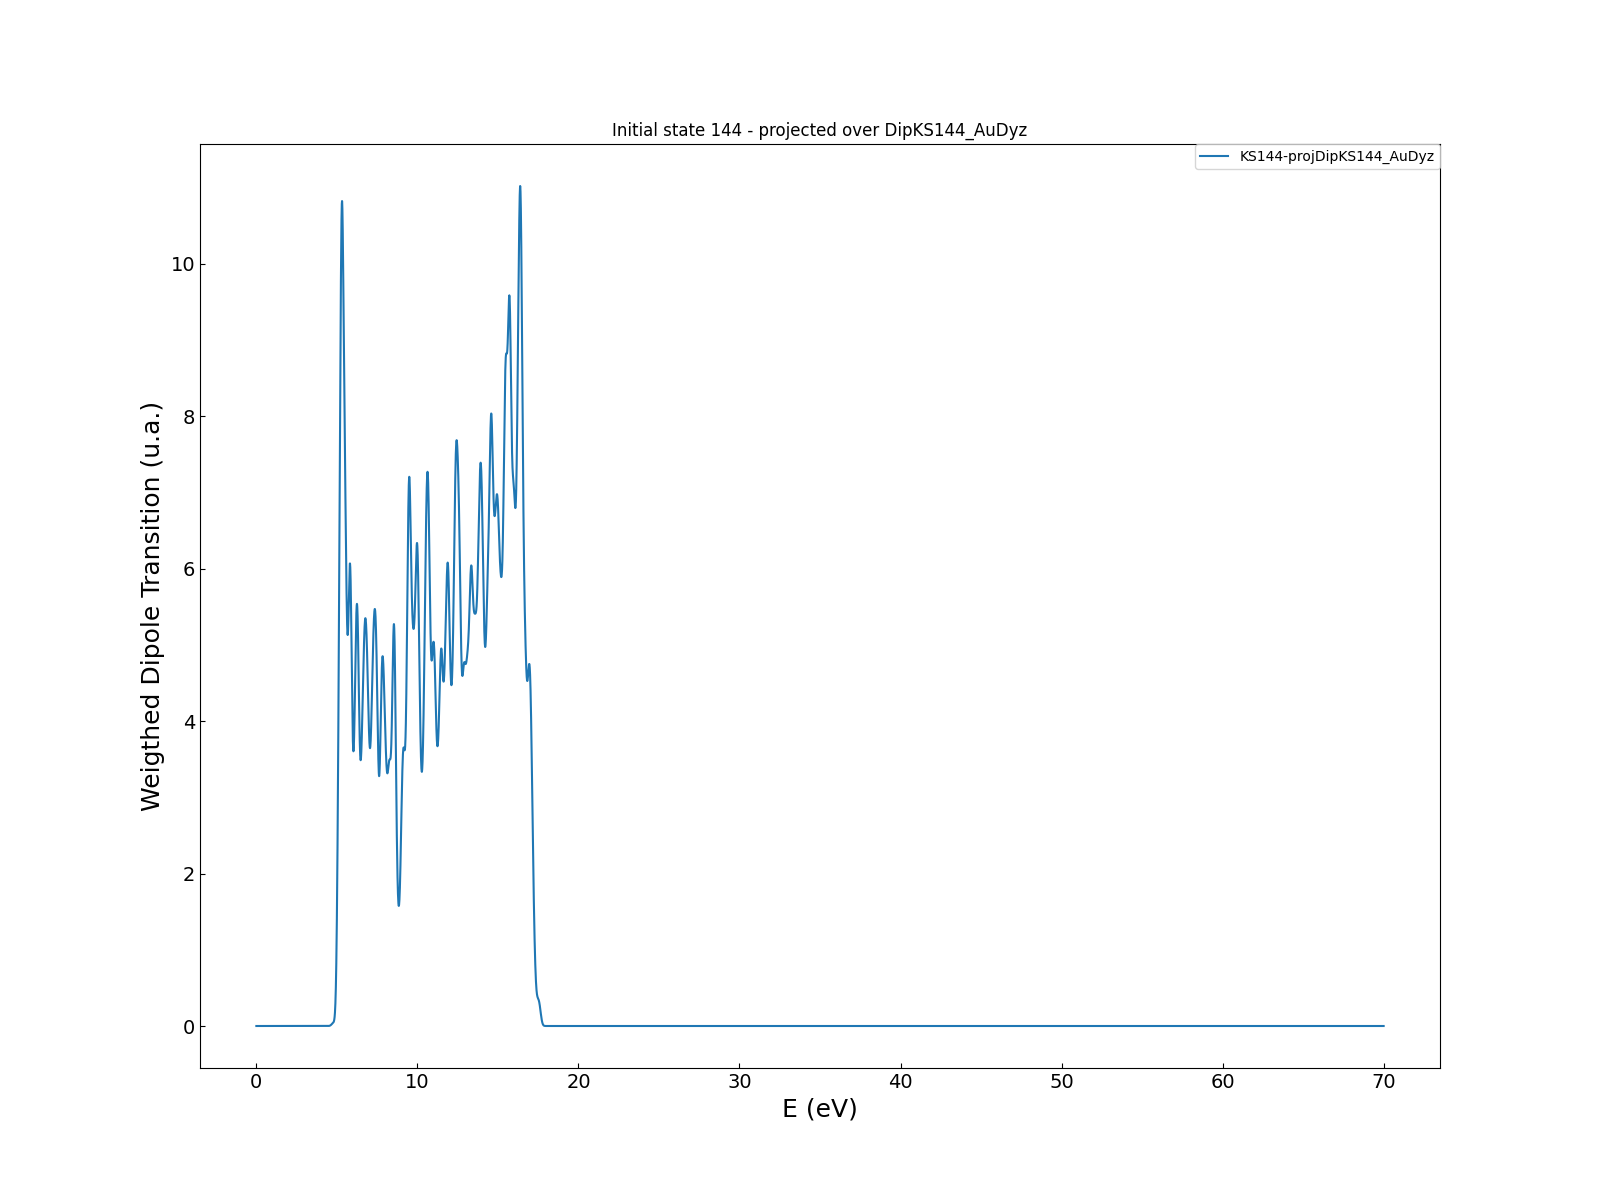 Initial state 144 - projected over DipKS144_AuDyz
KS144-projDipKS144_AuDyz
Weigthed Dipole Transition (u.a.)
10
8
6
4
2
0
0 10 20 30 40 50 60 70
E (eV)